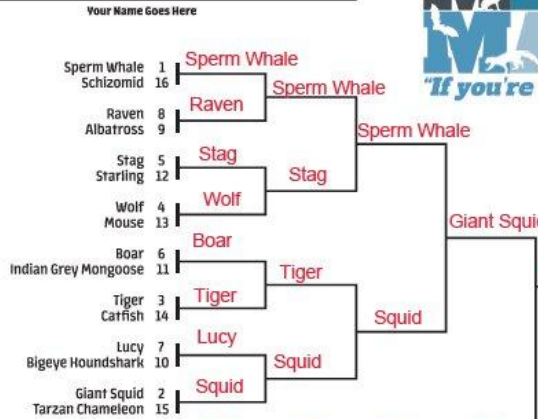 Your Name Goes Here
Sperm Whale 1
Schizomid 16
Sperm Whale
Sperm Whale
Raven 8
Albatross 9
Raven
Sperm Whale
Stag 5
Starling 12
Stag
Stag
Wolf 4
Mouse 13
Wolf
Giant Squi
Boar 6
Indian Grey Mongoose 11
Boar
Tiger
Tiger 3
Catfish 14
Tiger
Squid
Lucy 7
Bigeye Houndshark 10
Lucy
Squid
Giant Squid 2
Tarzan Chameleon 15
Squid
"If you're